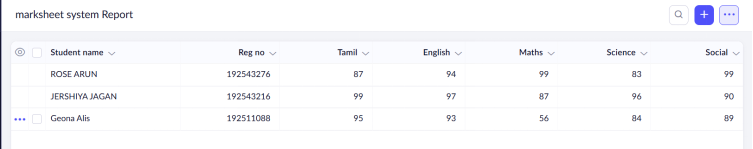 marksheet system Report
Student name Reg no Tamil English Maths Science Social
ROSE ARUN 192543276 87 94 99 83 99
JERSHIYA JAGAN 192543216 99 97 87 96 90
Geona Alis 192511088 95 93 56 84 89